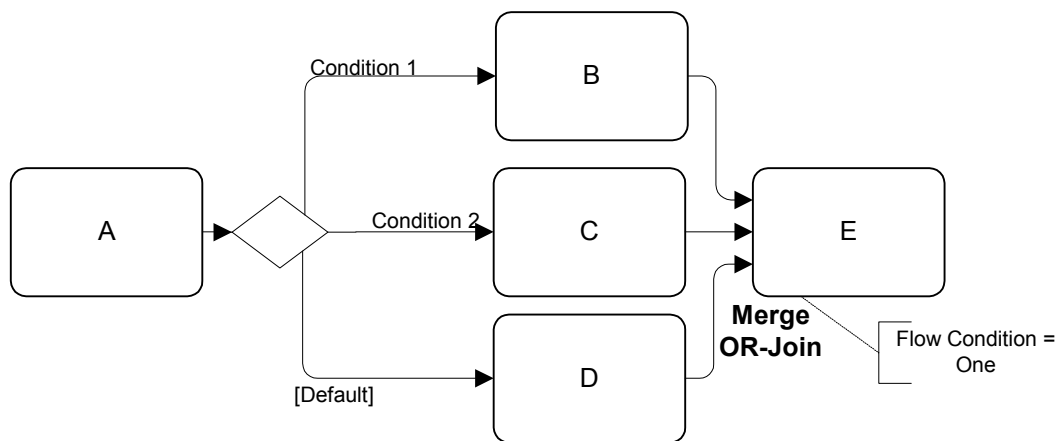 Condition 1
B
A
Condition 2
C
E
Merge
OR-Join
Flow Condition =
One
[Default]
D